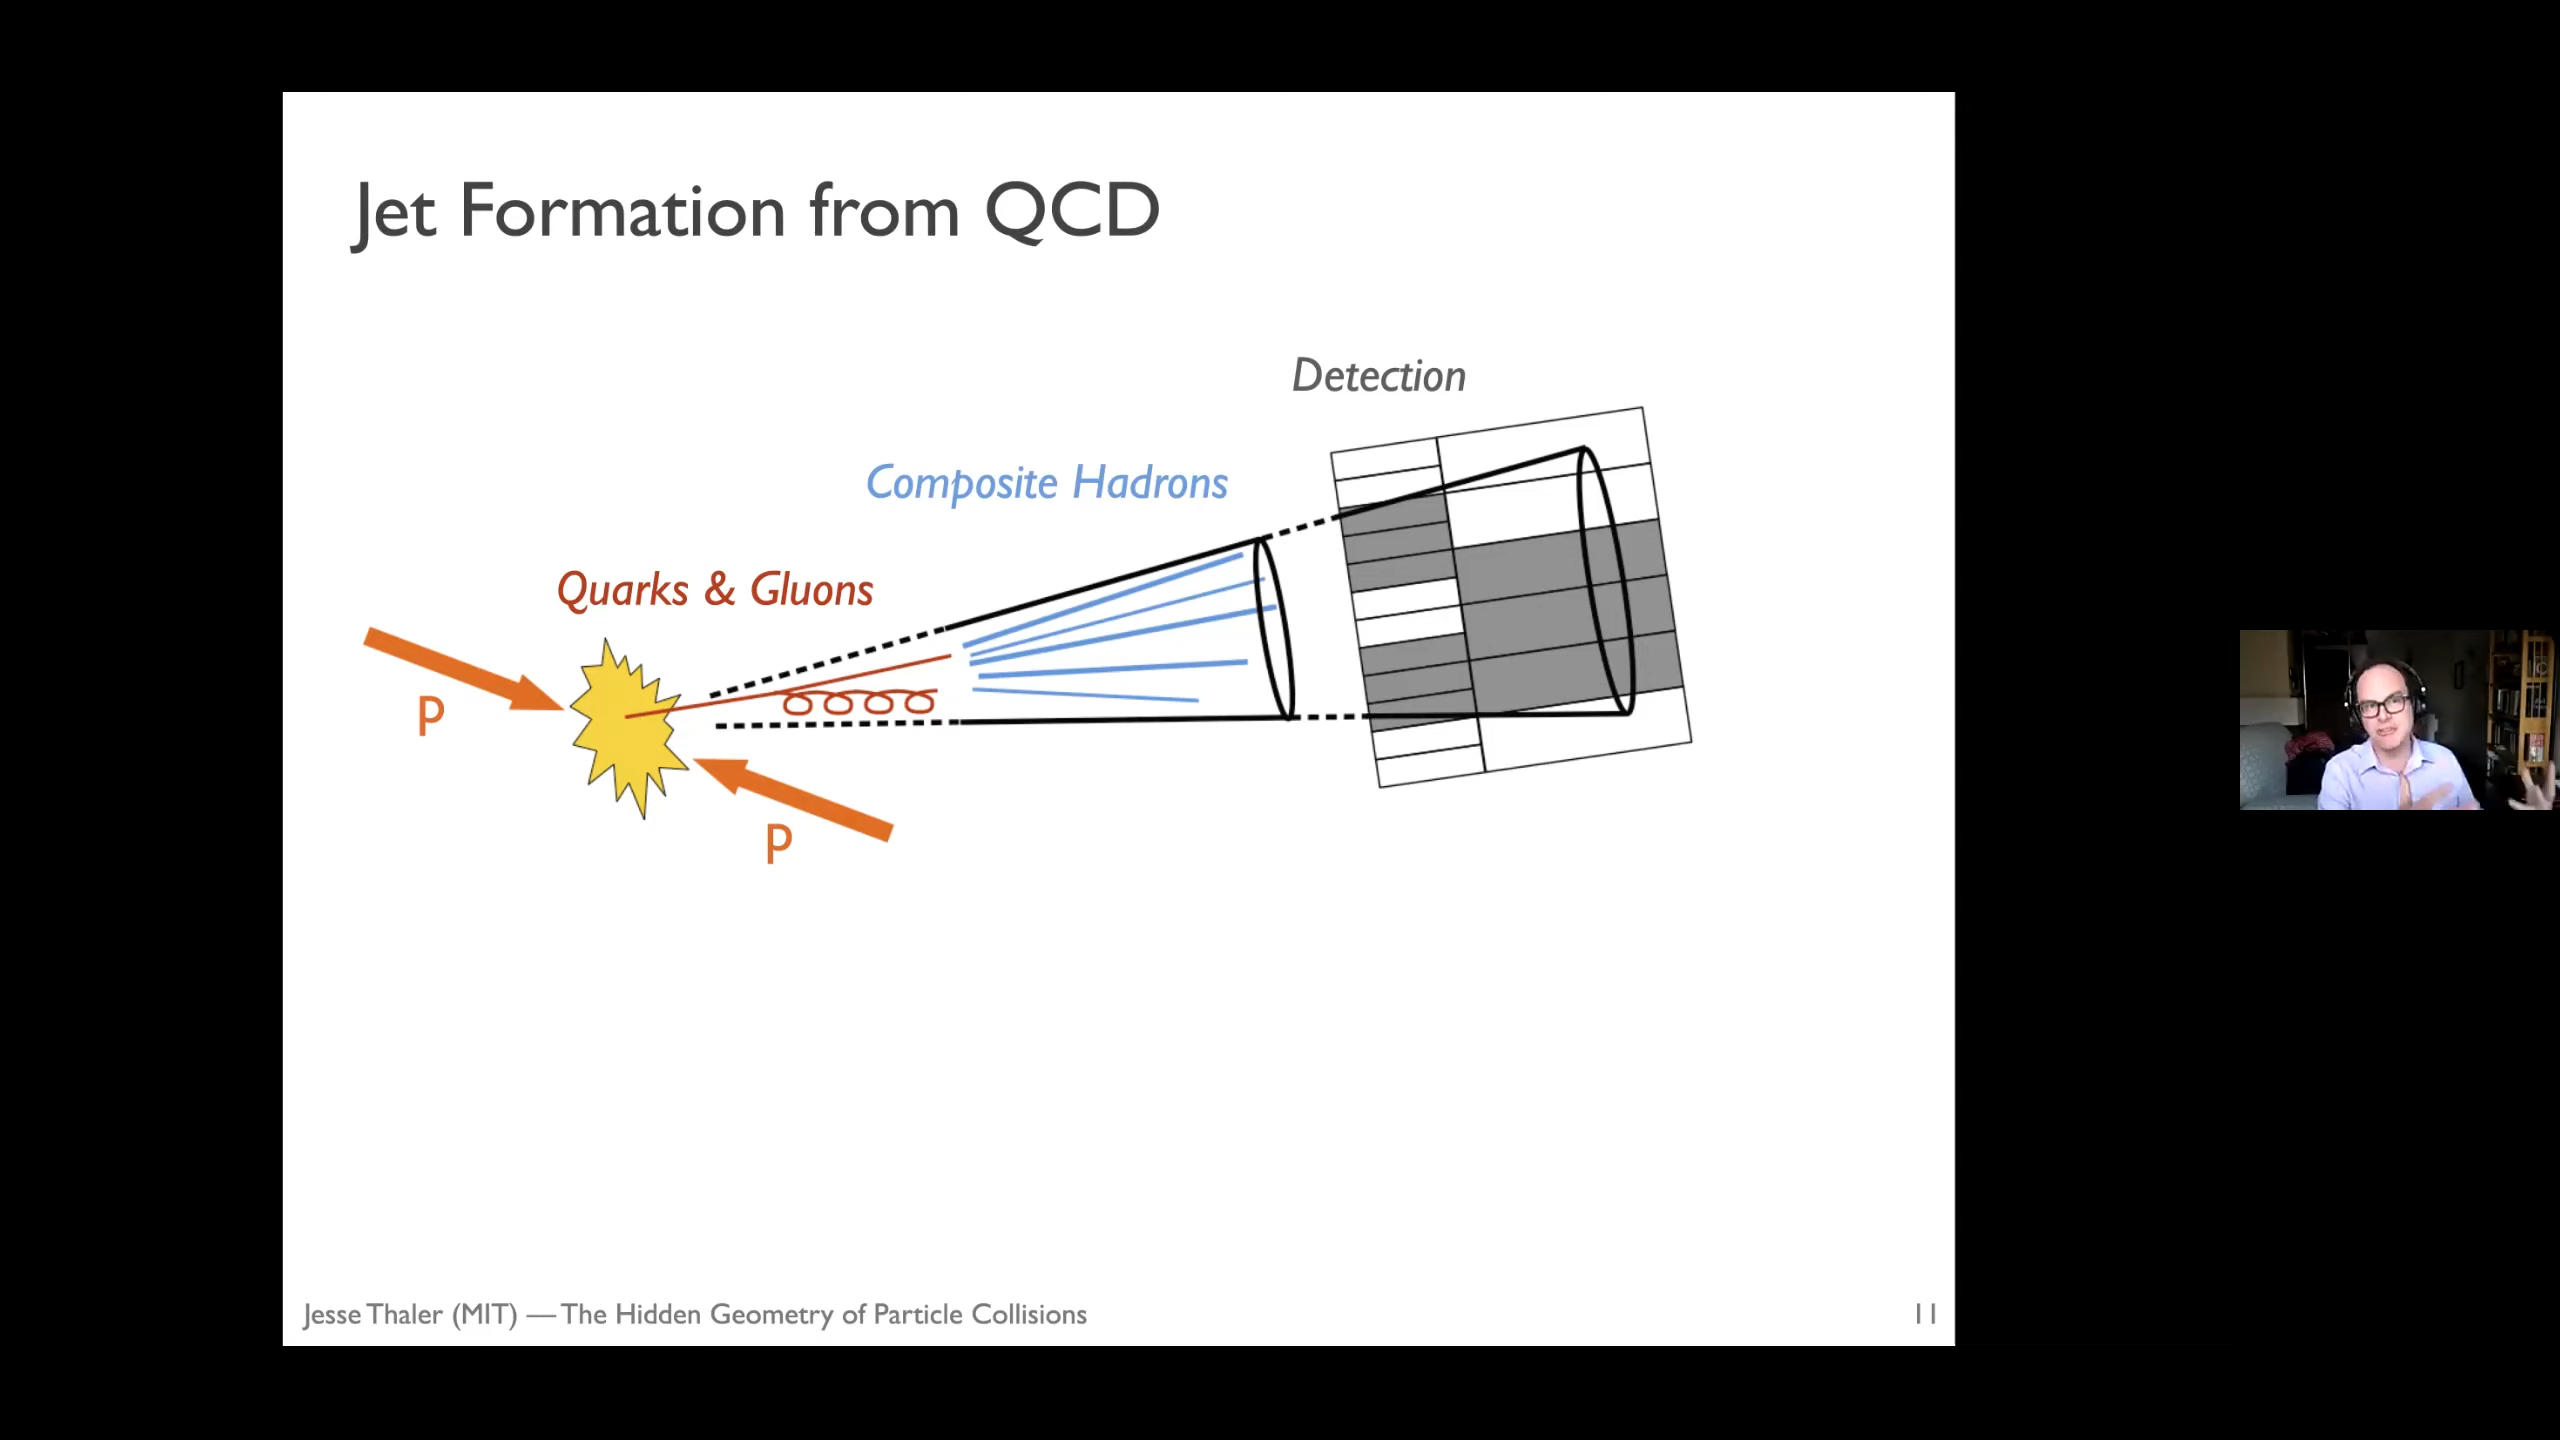 Jet Formation from QCD
Detection
Composite Hadrons
Quarks & Gluons
p
p
Jesse Thaler (MIT) — The Hidden Geometry of Particle Collisions
11